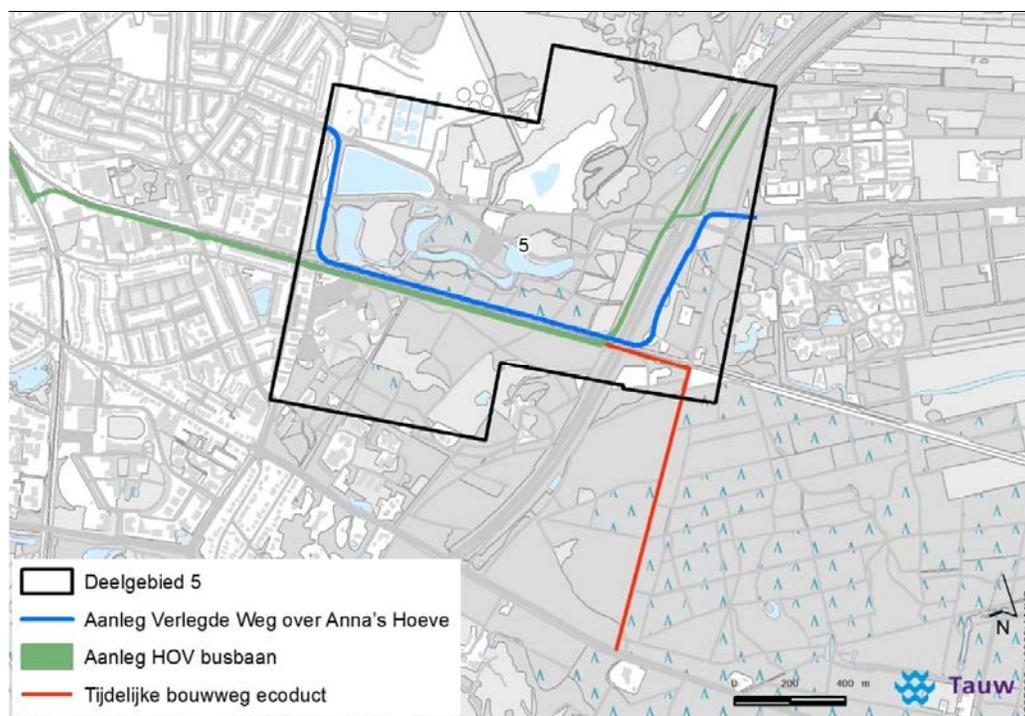 5
Deelgebied 5
Aanleg Verlegde Weg over Anna's Hoeve
Aanleg HOV busbaan
Tijdelijke bouwweg ecoduct
N
0 200 400 m
Tauw